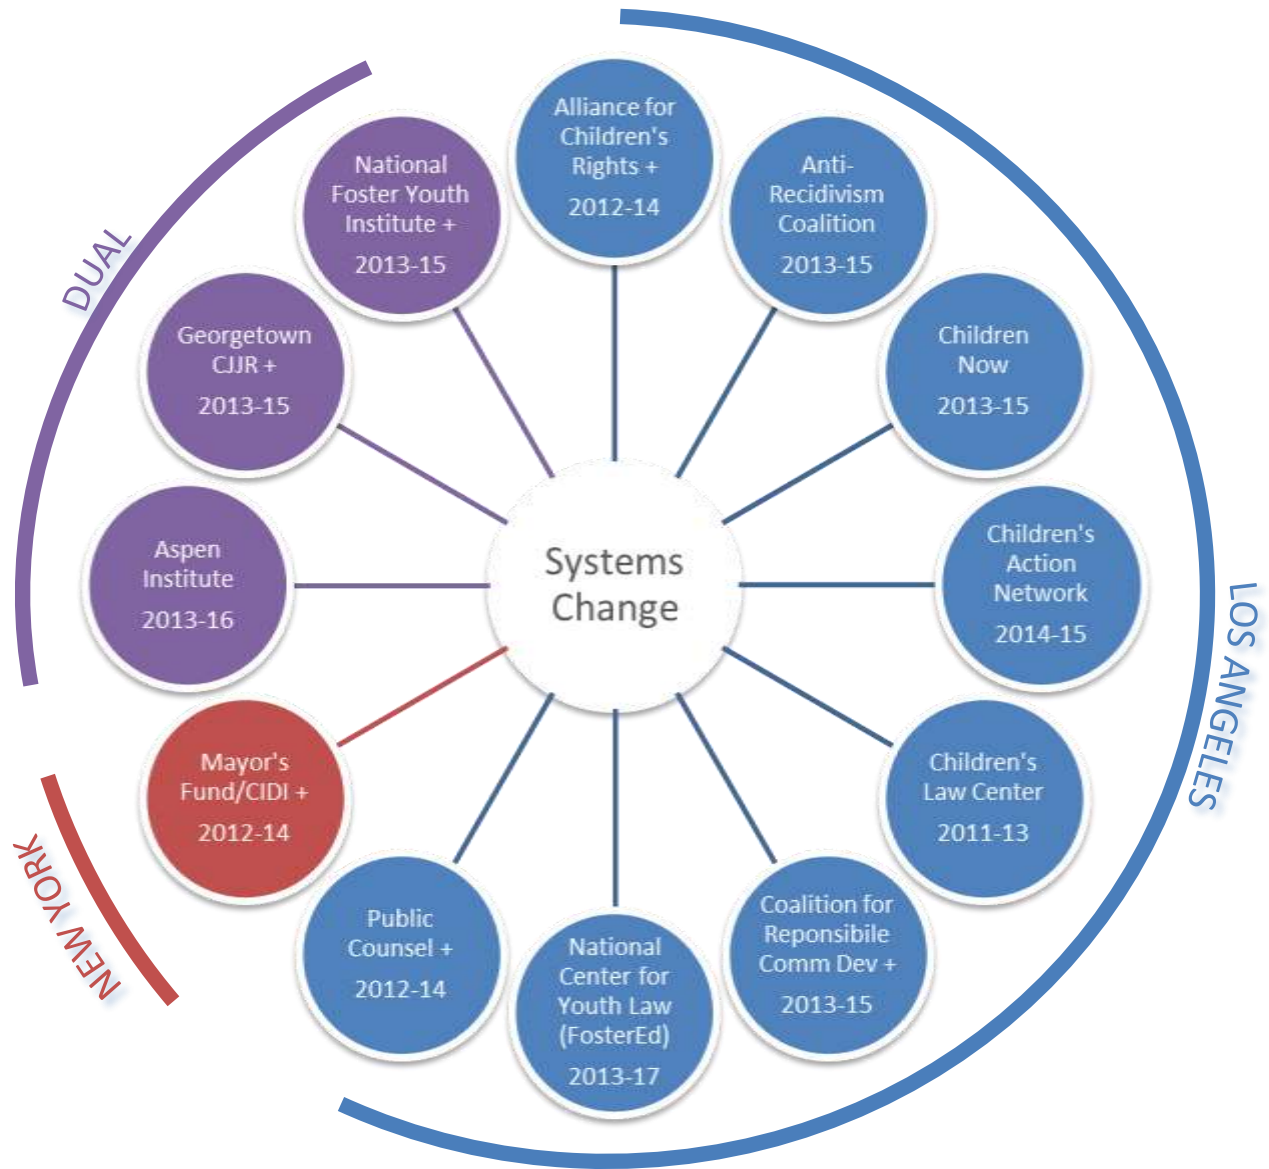 Alliance for
Children's
Rights +
2012-14
Anti-
Recidivism
Coalition
2013-15
Children
Now
2013-15
Children's
Action
Network
2014-15
Children's
Law Center
2011-13
Coalition for
Reponsibile
Comm Dev +
2013-15
National
Center for
Youth Law
(FosterEd)
2013-17
Public
Counsel +
2012-14
Mayor's
Fund/CIDI +
2012-14
Aspen
Institute
2013-16
Georgetown
CJJR +
2013-15
National
Foster Youth
Institute +
2013-15
Systems
Change
DUAL
NEW YORK
LOS ANGELES